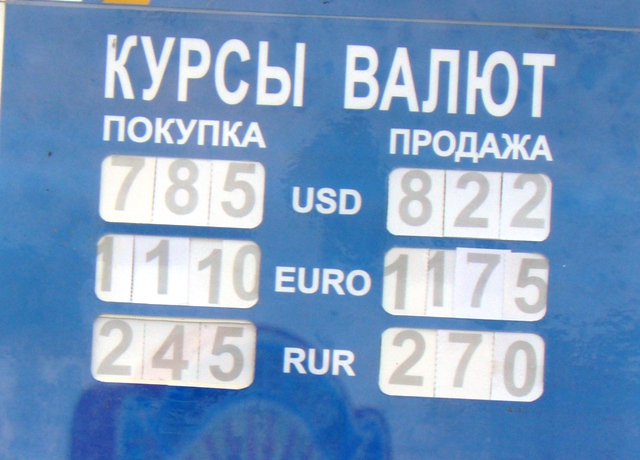 КУРСЫ ВАЛЮТ
ПОКУПКА ПРОДАЖА
785 USD 822
1110 EURO 1175
245 RUR 270